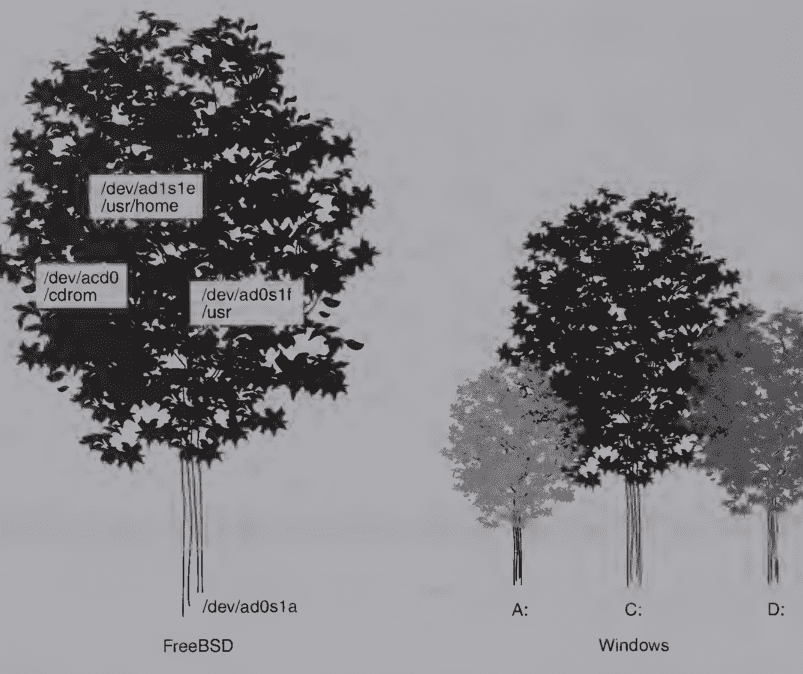 /dev/ad1s1e
/usr/home
/dev/acd0
/cdrom
/dev/ad0s1f
/usr
/dev/ad0s1a
FreeBSD
A:
C:
D:
Windows